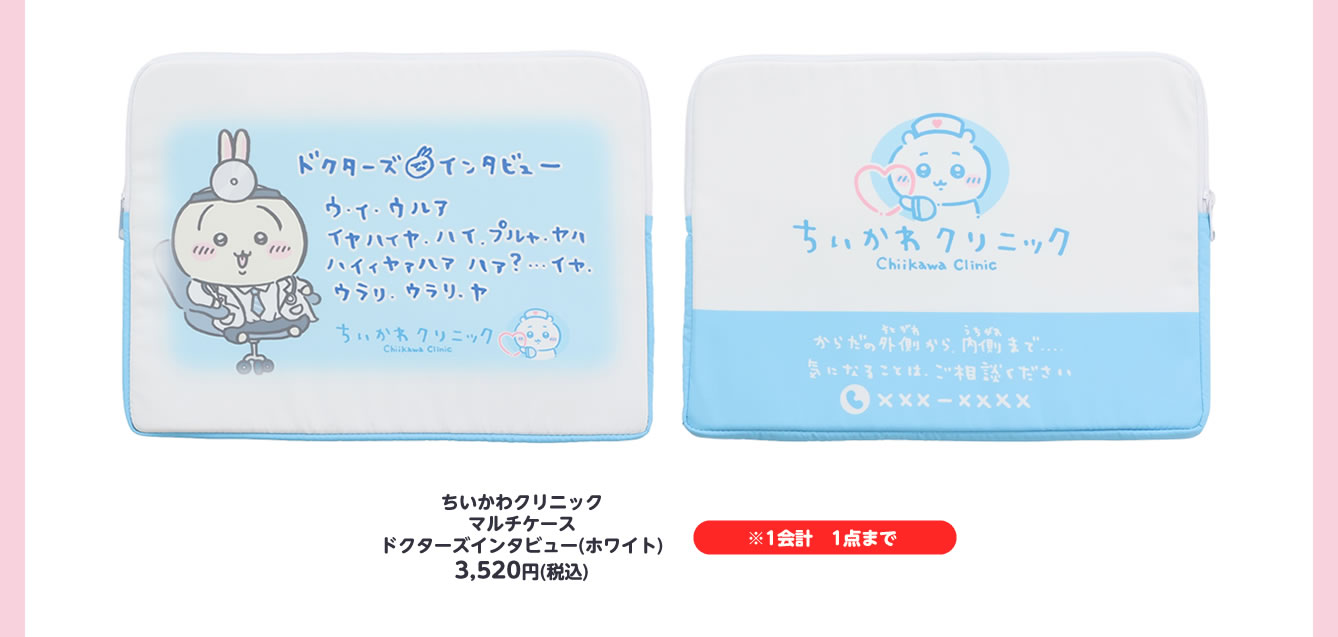 ドクターズインタビュー
ウ・イ・ウルア
イヤハイヤ、ハイ、プルャ・ヤハ
ハイィヤァハア ハア?…イヤ、
ウラリ、ウラリ、ヤ
ちいかわクリニック
Chiikawa Clinic
ちいかわクリニック
Chiikawa Clinic
からだの外側から、内側まで‥‥
そとがわ うちがわ
気になることは、ご相談ください
×××-××××
ちいかわクリニック
マルチケース
ドクターズインタビュー(ホワイト)
3,520円(税込)
※1会計 1点まで